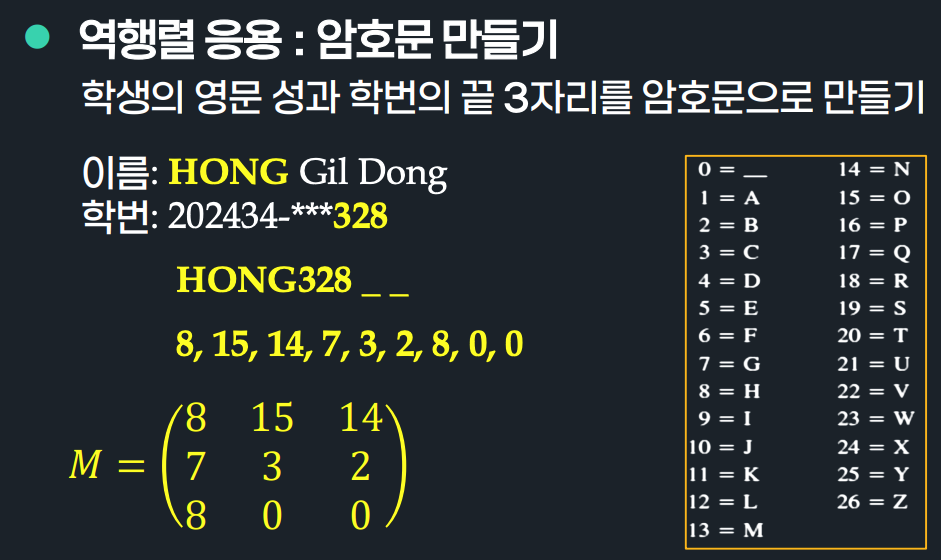 역행렬 응용 : 암호문 만들기
학생의 영문 성과 학번의 끝 3자리를 암호문으로 만들기
이름: HONG Gil Dong
학번: 202434-***328
HONG328 _ _
8, 15, 14, 7, 3, 2, 8, 0, 0
M =
8 15 14
7 3 2
8 0 0
0 = __
1 = A
2 = B
3 = C
4 = D
5 = E
6 = F
7 = G
8 = H
9 = I
10 = J
11 = K
12 = L
13 = M
14 = N
15 = O
16 = P
17 = Q
18 = R
19 = S
20 = T
21 = U
22 = V
23 = W
24 = X
25 = Y
26 = Z